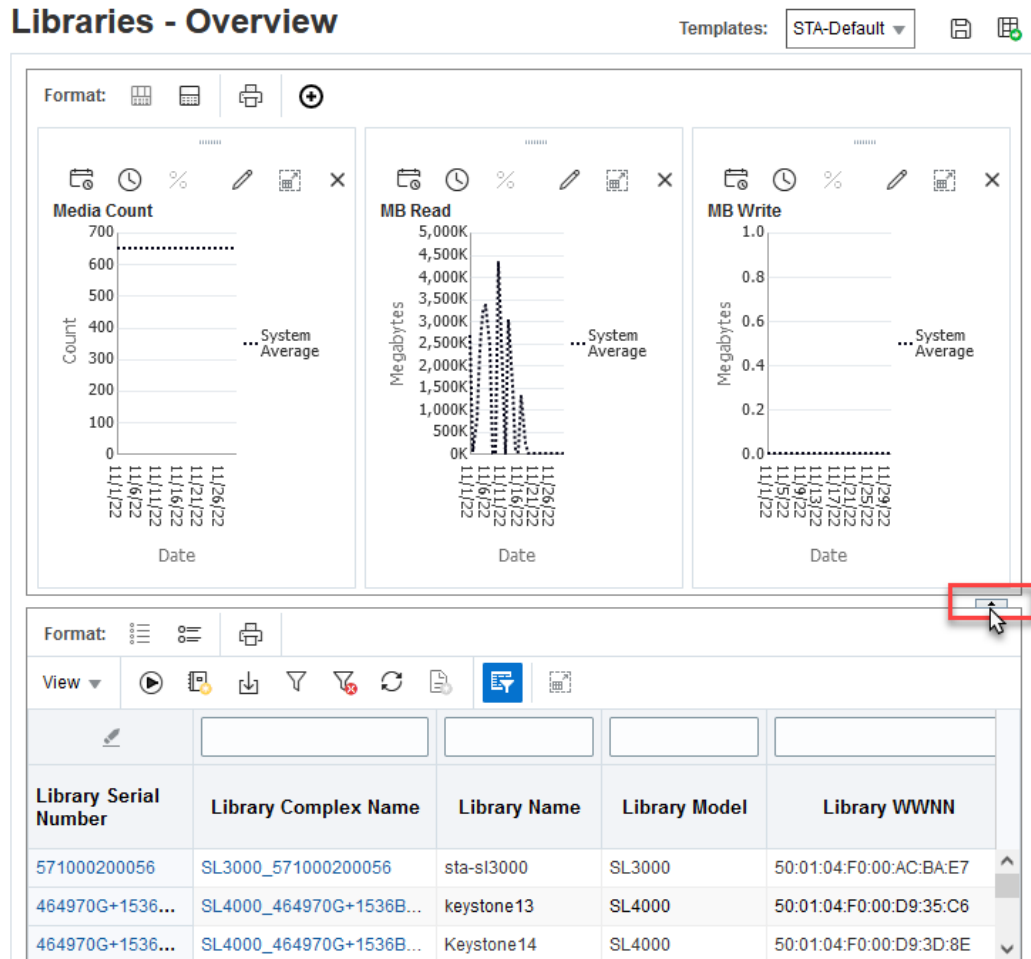 Libraries - Overview
Templates: STA-Default
Format:
Media Count
700
600
500
400
300
200
100
0
Count
System
Average
11/1/22
11/6/22
11/11/22
11/16/22
11/21/22
11/26/22
Date
MB Read
5,000K
4,500K
4,000K
3,500K
3,000K
2,500K
2,000K
1,500K
1,000K
500K
0K
Megabytes
System
Average
11/1/22
11/6/22
11/11/22
11/16/22
11/21/22
11/26/22
Date
MB Write
1.0
0.8
0.6
0.4
0.2
0.0
Megabytes
System
Average
11/1/22
11/5/22
11/9/22
11/13/22
11/17/22
11/21/22
11/25/22
11/29/22
Date
Format:
View
Library Serial Number Library Complex Name Library Name Library Model Library WWNN
571000200056 SL3000_571000200056 sta-sl3000 SL3000 50:01:04:F0:00:AC:BA:E7
464970G+1536... SL4000_464970G+1536B... keystone13 SL4000 50:01:04:F0:00:D9:35:C6
464970G+1536... SL4000_464970G+1536B... Keystone14 SL4000 50:01:04:F0:00:D9:3D:8E